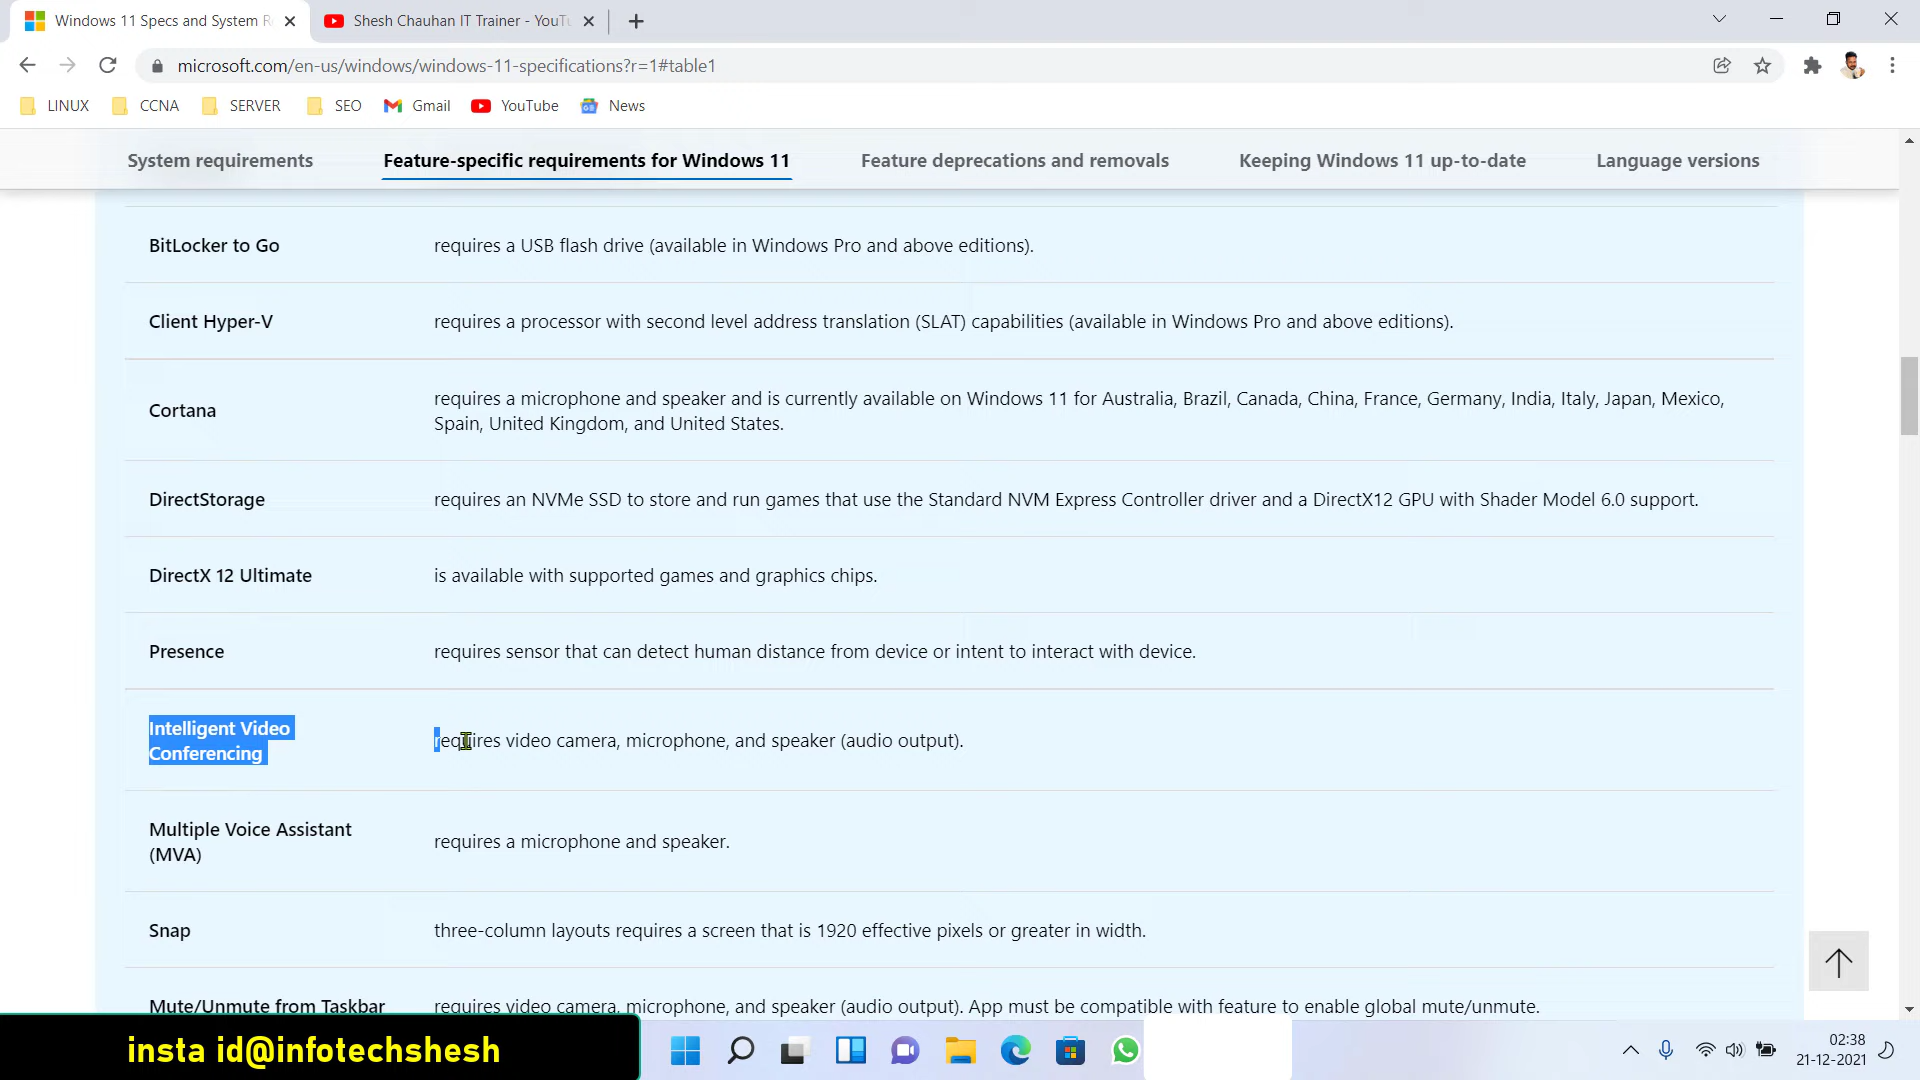 Windows 11 Specs and System R
Shesh Chauhan IT Trainer - YouTu
microsoft.com/en-us/windows/windows-11-specifications?r=1#table1
LINUX
CCNA
SERVER
SEO
Gmail
YouTube
News
System requirements
Feature-specific requirements for Windows 11
Feature deprecations and removals
Keeping Windows 11 up-to-date
Language versions
BitLocker to Go
requires a USB flash drive (available in Windows Pro and above editions).
Client Hyper-V
requires a processor with second level address translation (SLAT) capabilities (available in Windows Pro and above editions).
Cortana
requires a microphone and speaker and is currently available on Windows 11 for Australia, Brazil, Canada, China, France, Germany, India, Italy, Japan, Mexico,
Spain, United Kingdom, and United States.
DirectStorage
requires an NVMe SSD to store and run games that use the Standard NVM Express Controller driver and a DirectX12 GPU with Shader Model 6.0 support.
DirectX 12 Ultimate
is available with supported games and graphics chips.
Presence
requires sensor that can detect human distance from device or intent to interact with device.
Intelligent Video
Conferencing
requires video camera, microphone, and speaker (audio output).
Multiple Voice Assistant
(MVA)
requires a microphone and speaker.
Snap
three-column layouts requires a screen that is 1920 effective pixels or greater in width.
Mute/Unmute from Taskbar
requires video camera, microphone, and speaker (audio output). App must be compatible with feature to enable global mute/unmute.
insta id@infotechshesh
02:38
21-12-2021